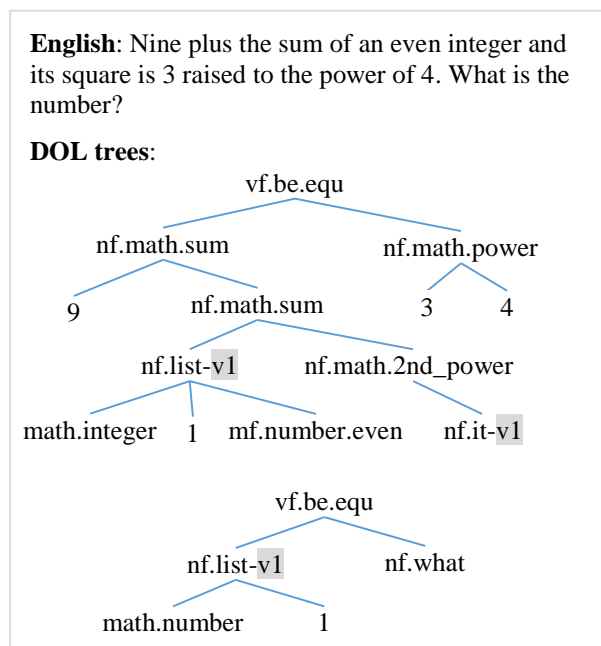 English: Nine plus the sum of an even integer and
its square is 3 raised to the power of 4. What is the
number?
DOL trees:
vf.be.equ
nf.math.sum nf.math.power
9 nf.math.sum 3 4
nf.list-v1 nf.math.2nd_power
math.integer 1 mf.number.even nf.it-v1
vf.be.equ
nf.list-v1 nf.what
math.number 1